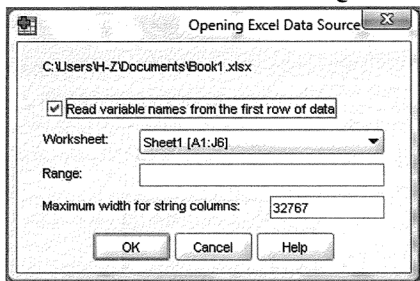 Opening Excel Data Source
C:\Users\H-Z\Documents\Book1.xlsx
Read variable names from the first row of data
Worksheet: Sheet1 [A1:J6]
Range:
Maximum width for string columns: 32767
OK Cancel Help